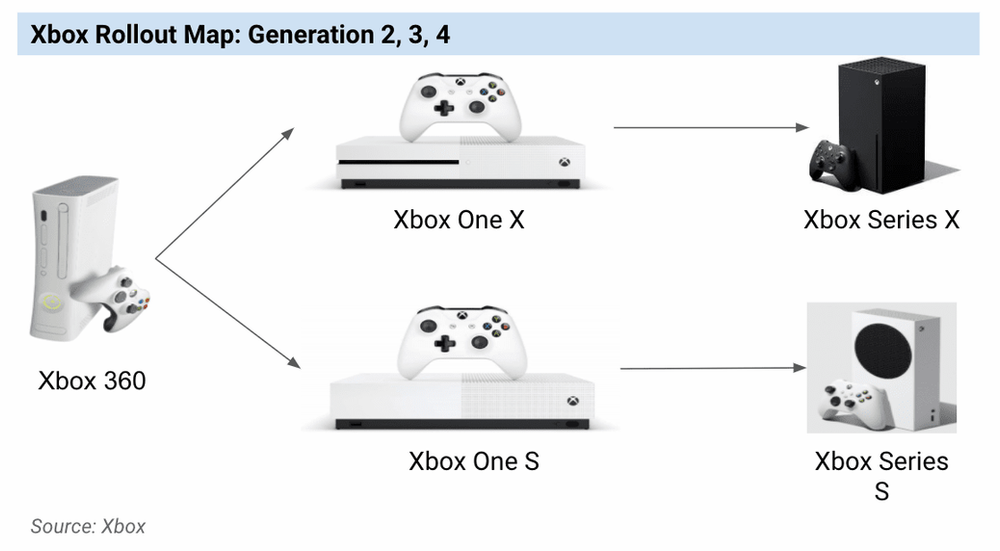 Xbox Rollout Map: Generation 2, 3, 4
Xbox One X
Xbox Series X
Xbox 360
Xbox One S
Xbox Series
S
Source: Xbox